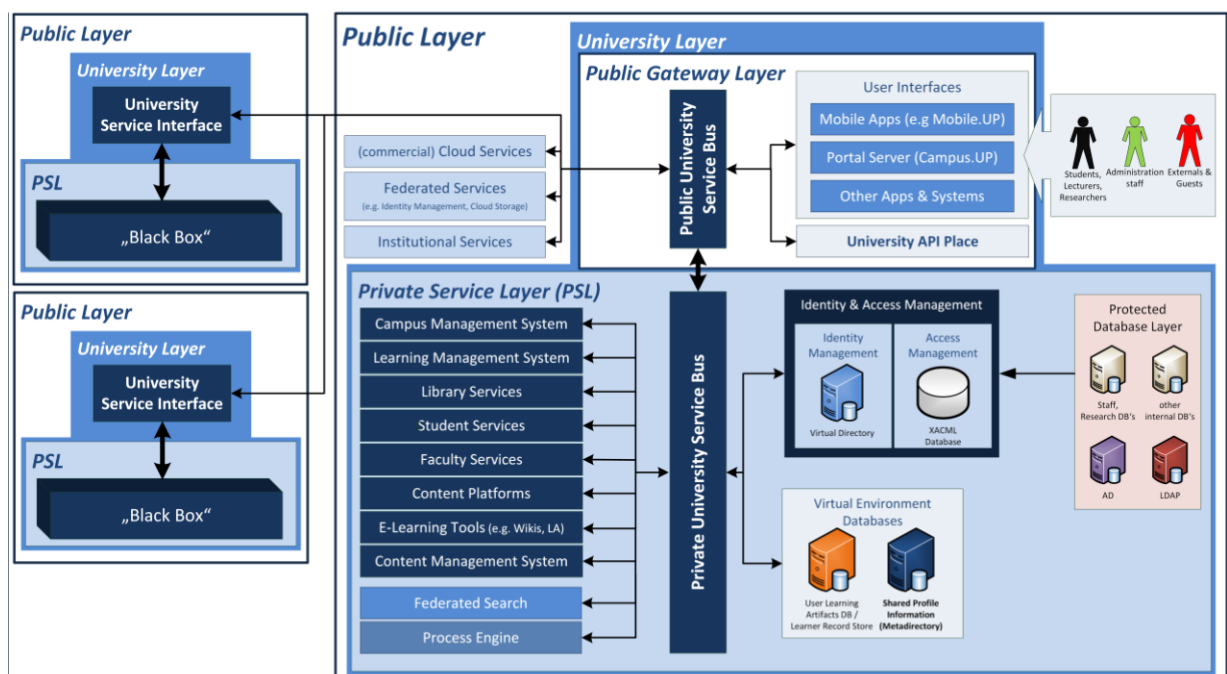 Public Layer
University Layer
University
Service Interface
PSL
„Black Box“
Public Layer
University Layer
University
Service Interface
PSL
„Black Box“
Public Layer
University Layer
Public Gateway Layer
(commercial) Cloud Services
Federated Services
(e.g. Identity Management, Cloud Storage)
Institutional Services
Public University
Service Bus
User Interfaces
Mobile Apps (e.g Mobile.UP)
Portal Server (Campus.UP)
Other Apps & Systems
University API Place
Students,
Lecturers,
Researchers
Administration
staff
Externals &
Guests
Private Service Layer (PSL)
Campus Management System
Learning Management System
Library Services
Student Services
Faculty Services
Content Platforms
E-Learning Tools (e.g. Wikis, LA)
Content Management System
Federated Search
Process Engine
Private University Service Bus
Identity & Access Management
Identity
Management
Virtual Directory
Access
Management
XACML
Database
Protected
Database Layer
Staff,
Research DB's
other
internal DB's
AD
LDAP
Virtual Environment
Databases
User Learning
Artifacts DB /
Learner Record Store
Shared Profile
Information
(Metadirectory)